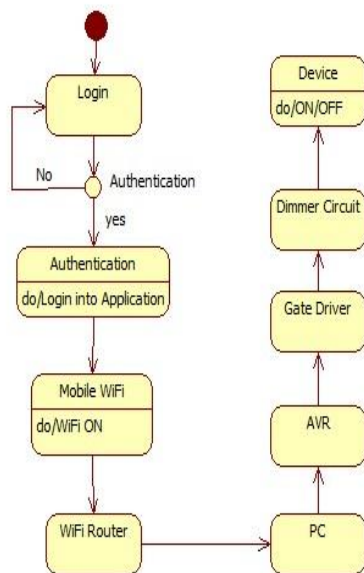 Login
No
Authentication
yes
Authentication
do/Login into Application
Mobile WiFi
do/WiFi ON
WiFi Router
PC
AVR
Gate Driver
Dimmer Circuit
Device
do/ON/OFF